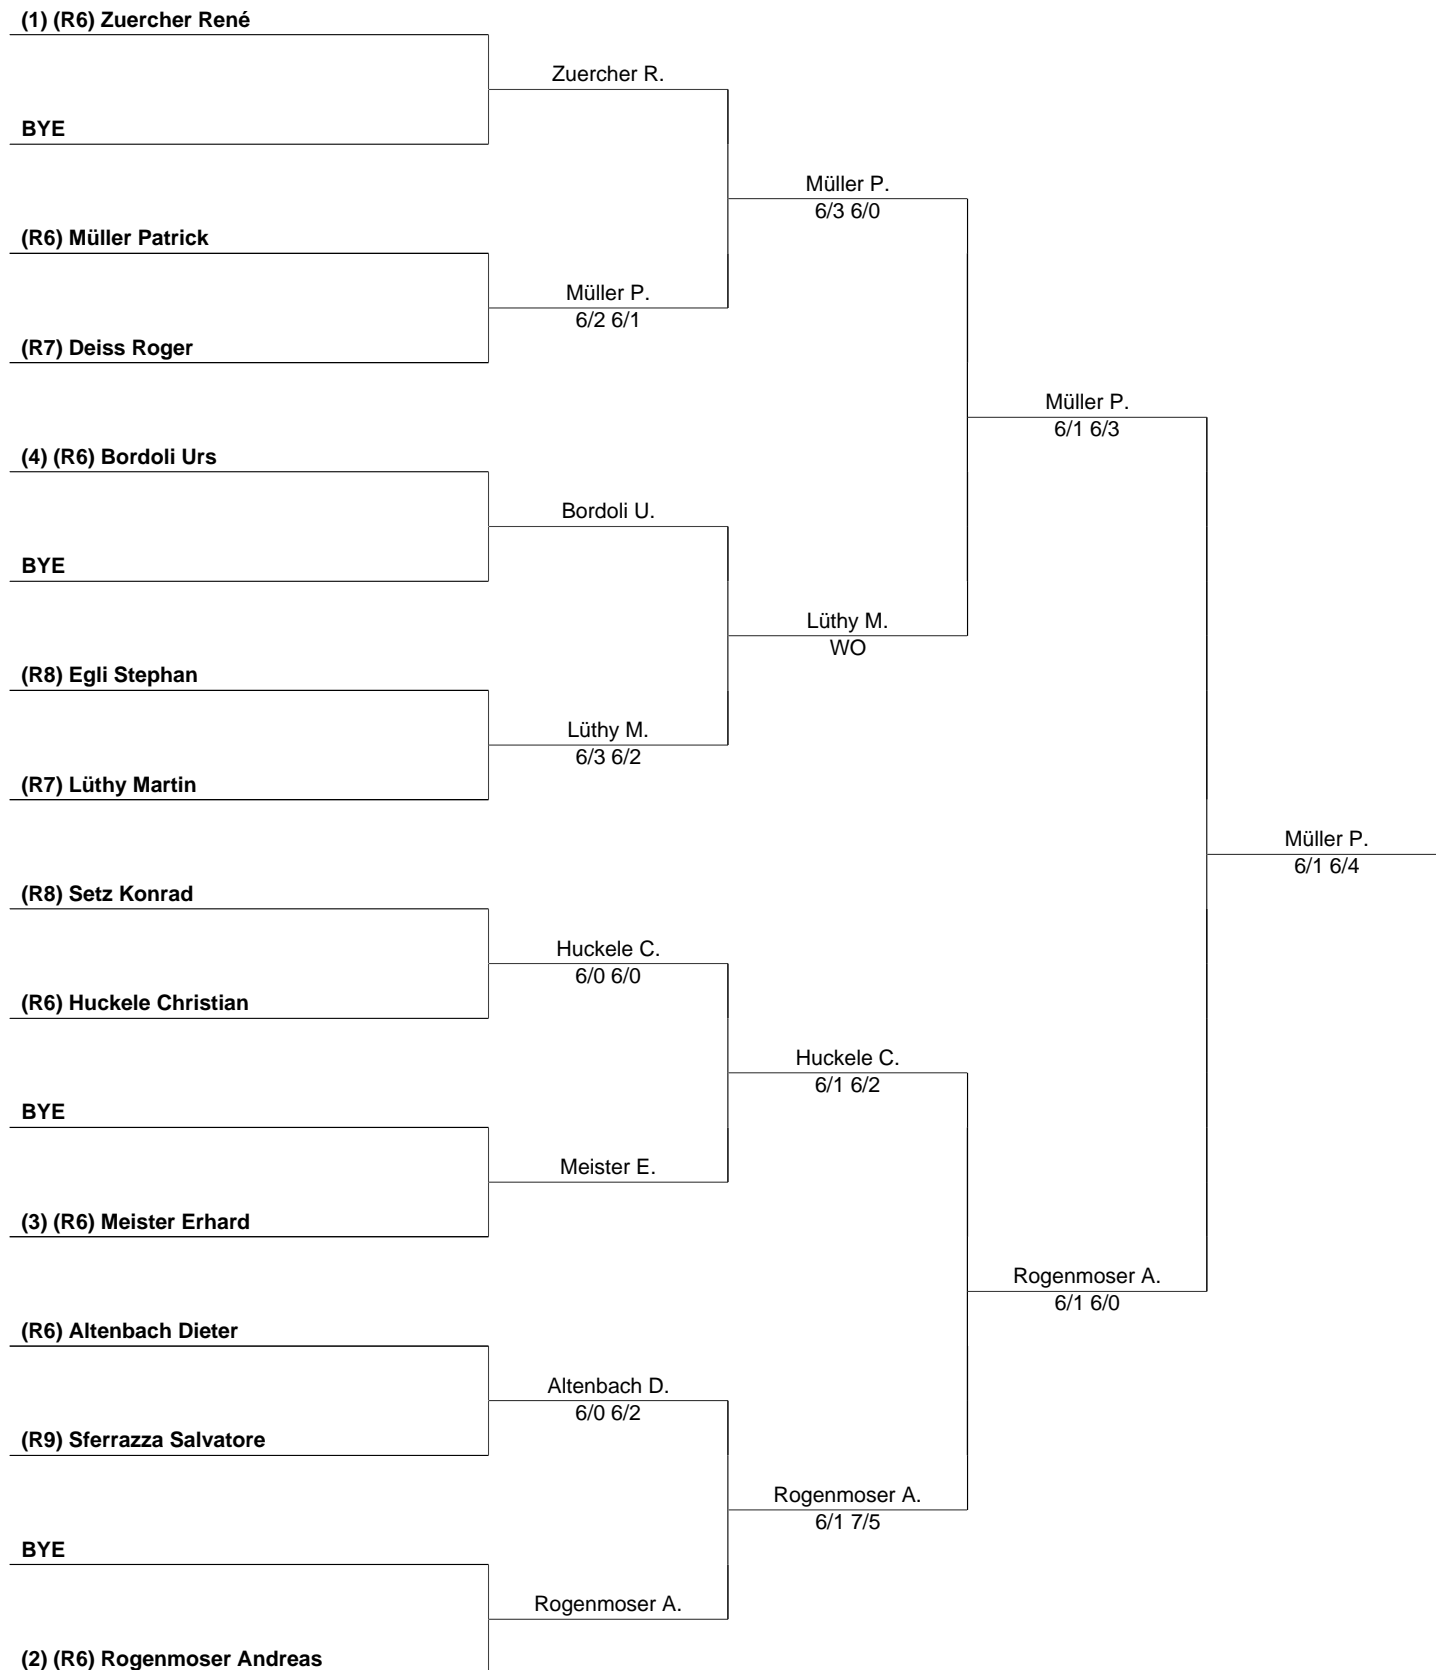 (1) (R6) Zuercher René
Zuercher R.
BYE
Müller P.
6/3 6/0
(R6) Müller Patrick
Müller P.
6/2 6/1
(R7) Deiss Roger
Müller P.
6/1 6/3
(4) (R6) Bordoli Urs
Bordoli U.
BYE
Lüthy M.
WO
(R8) Egli Stephan
Lüthy M.
6/3 6/2
(R7) Lüthy Martin
Müller P.
6/1 6/4
(R8) Setz Konrad
Huckele C.
6/0 6/0
(R6) Huckele Christian
Huckele C.
6/1 6/2
BYE
Meister E.
(3) (R6) Meister Erhard
Rogenmoser A.
6/1 6/0
(R6) Altenbach Dieter
Altenbach D.
6/0 6/2
(R9) Sferrazza Salvatore
Rogenmoser A.
6/1 7/5
BYE
Rogenmoser A.
(2) (R6) Rogenmoser Andreas